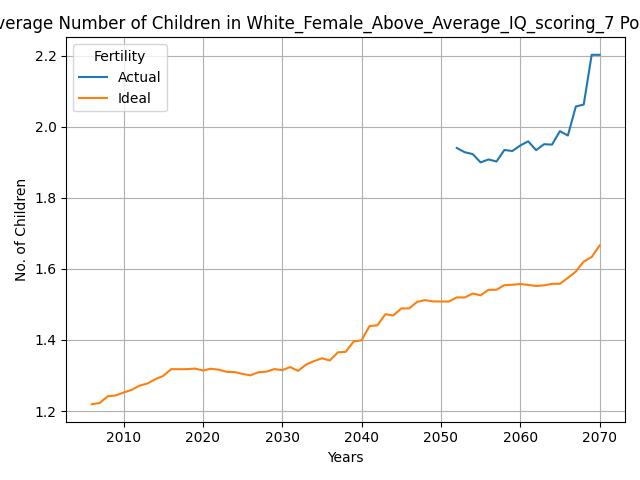 verage Number of Children in White_Female_Above_Average_IQ_scoring_7 Po
Fertility
Actual
Ideal
No. of Children
2.2
2.0
1.8
1.6
1.4
1.2
2010 2020 2030 2040 2050 2060 2070
Years